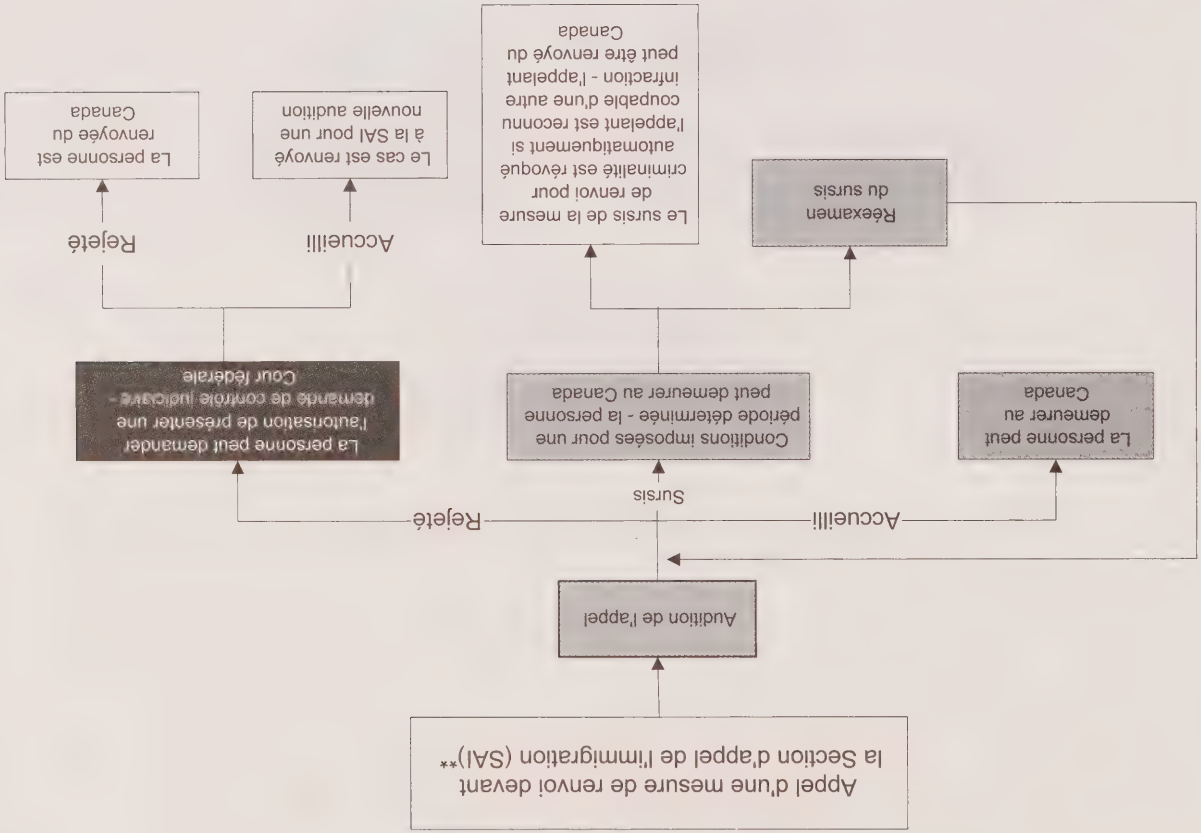 Appel d'une mesure de renvoi devant
la Section d'appel de l'immigration (SAI)**
Audition de l'appel
Accueilli
Sursis
Rejeté
La personne peut
demeurer au
Canada
Conditions imposées pour une
période déterminée - la personne
peut demeurer au Canada
La personne peut demander
l'autorisation de présenter une
demande de contrôle judiciaire -
Cour fédérale
Réexamen
du sursis
Le sursis de la mesure
de renvoi pour
criminalité est révoqué
automatiquement si
l'appelant est reconnu
coupable d'une autre
infraction - l'appelant
peut être renvoyé du
Canada
Accueilli
Rejeté
Le cas est renvoyé
à la SAI pour une
nouvelle audition
La personne est
renvoyée du
Canada